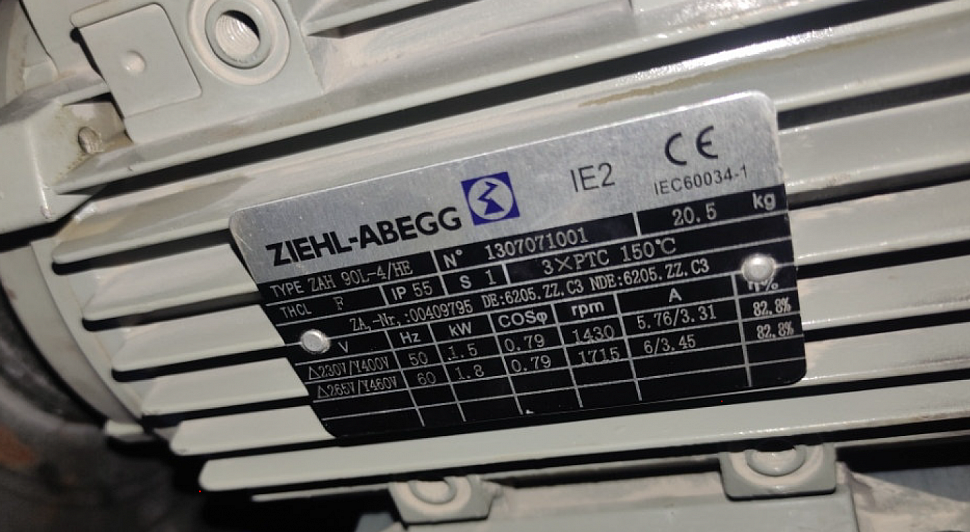 ZIEHL-ABEGG IE2 CE
IEC60034-1
TYPE ZAH 90L-4/HE N° 1307071001 20.5 kg
THCL F IP 55 S 1 3×PTC 150℃
ZA.-Nr.:00409795 DE:6205.ZZ.C3 NDE:6205.ZZ.C3
V Hz kW COSφ rpm A η%
△230V/Y400V 50 1.5 0.79 1430 5.76/3.31 82.8%
△265V/Y460V 60 1.8 0.79 1715 6/3.45 82.8%